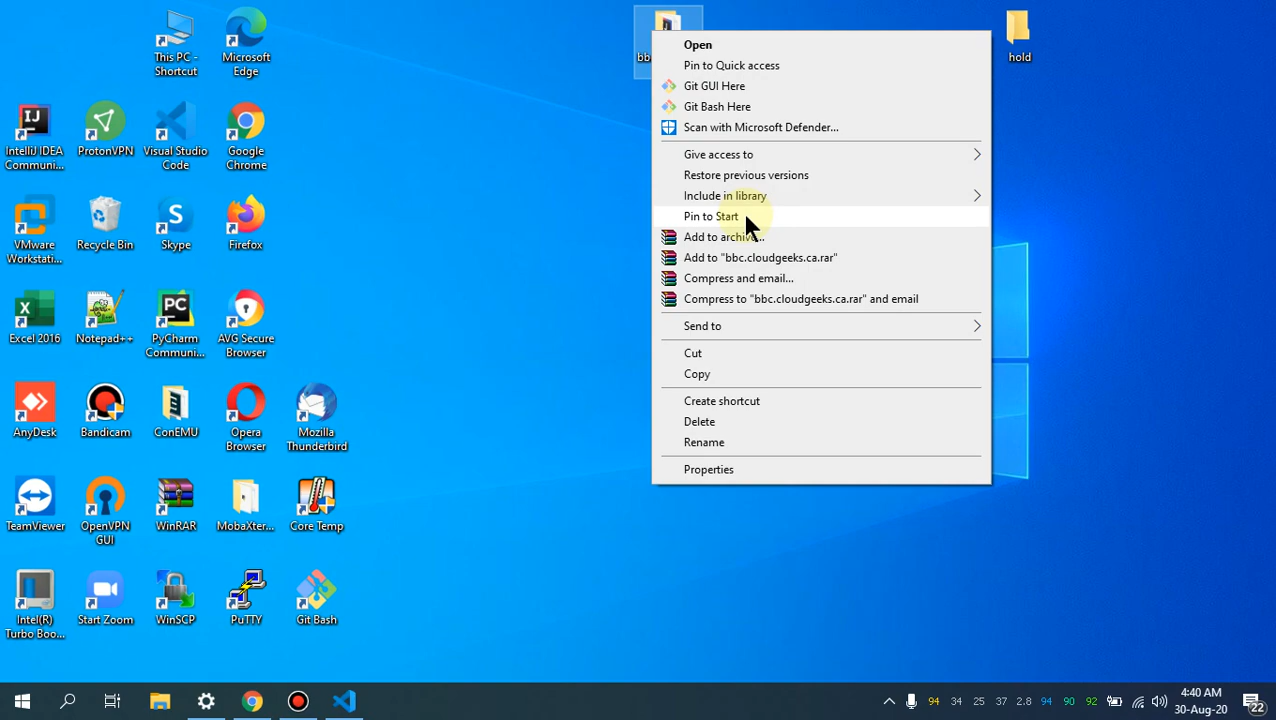 This PC -
Shortcut
Microsoft
Edge
hold
IntelliJ IDEA
Communi...
ProtonVPN
Visual Studio
Code
Google
Chrome
VMware
Workstati...
Recycle Bin
Skype
Firefox
Excel 2016
Notepad++
PyCharm
Communi...
AVG Secure
Browser
AnyDesk
Bandicam
ConEMU
Opera
Browser
Mozilla
Thunderbird
TeamViewer
OpenVPN
GUI
WinRAR
MobaXter...
Core Temp
Intel(R)
Turbo Boo...
Start Zoom
WinSCP
PuTTY
Git Bash
Open
Pin to Quick access
Git GUI Here
Git Bash Here
Scan with Microsoft Defender...
Give access to
Restore previous versions
Include in library
Pin to Start
Add to archive...
Add to "bbc.cloudgeeks.ca.rar"
Compress and email...
Compress to "bbc.cloudgeeks.ca.rar" and email
Send to
Cut
Copy
Create shortcut
Delete
Rename
Properties
94 34 25 37 2.8 94 90 92
4:40 AM
30-Aug-20
22